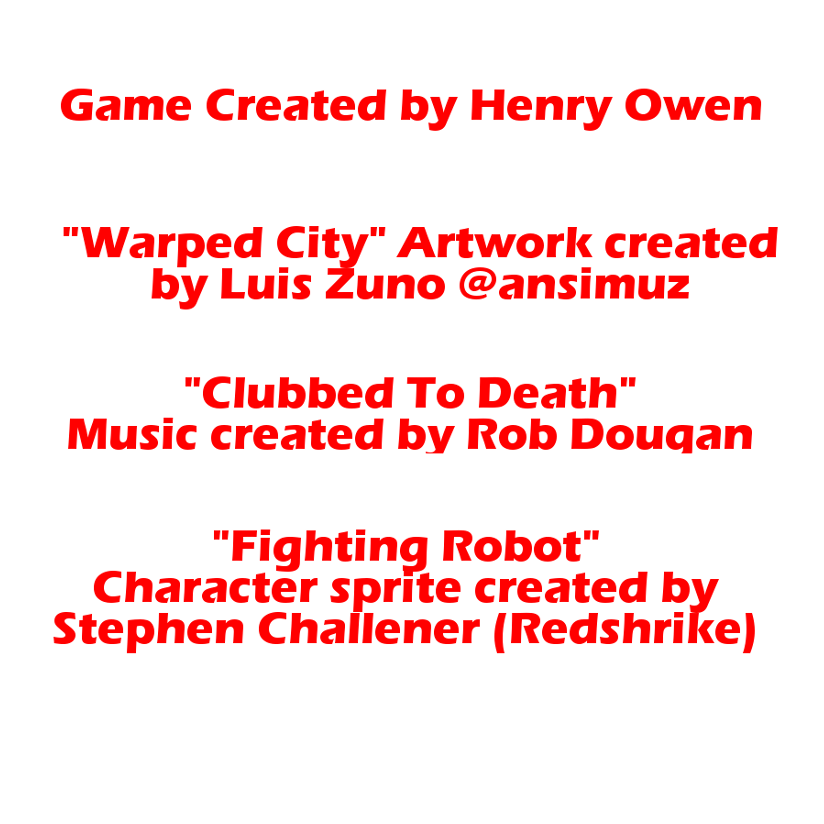 Game Created by Henry Owen
"Warped City" Artwork created
by Luis Zuno @ansimuz
"Clubbed To Death"
Music created by Rob Dougan
"Fighting Robot"
Character sprite created by
Stephen Challener (Redshrike)